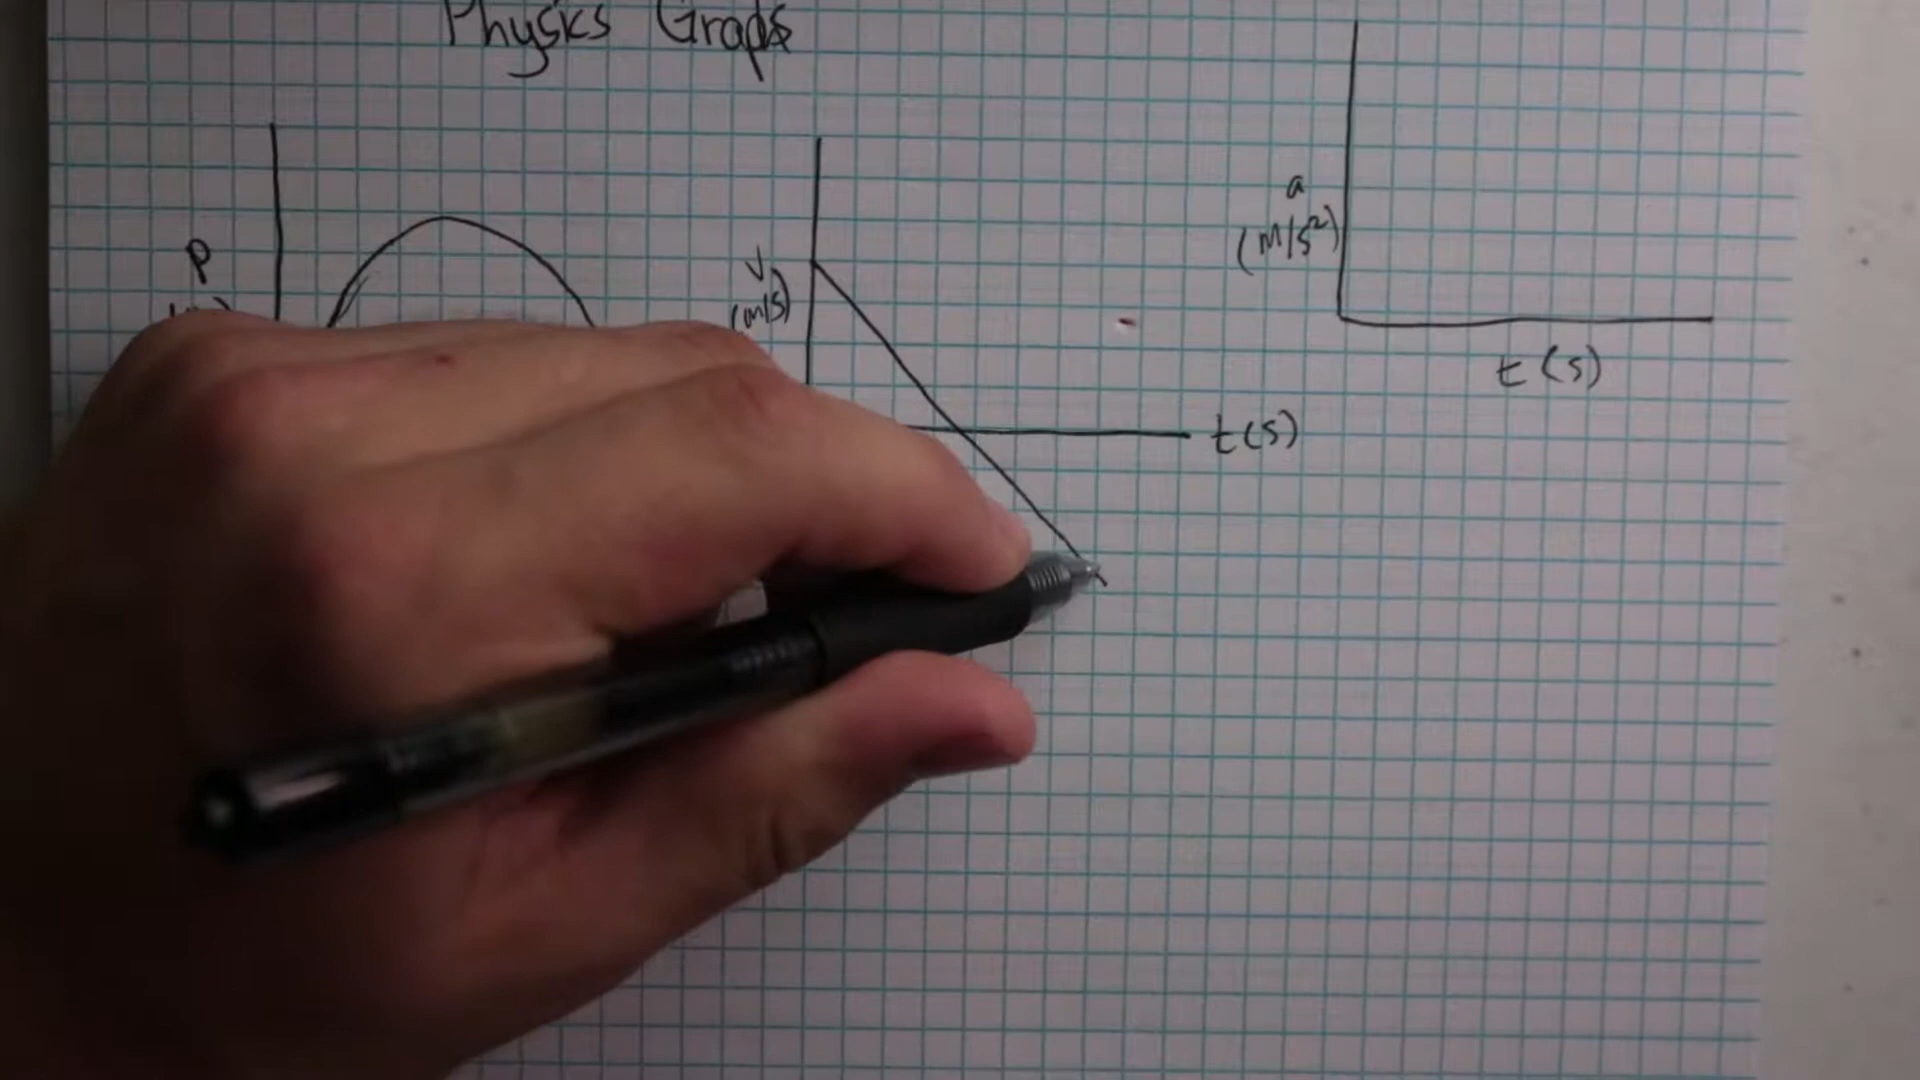 Physics Graphs
P
V
(m/s)
t(s)
a
(m/s²)
t(s)